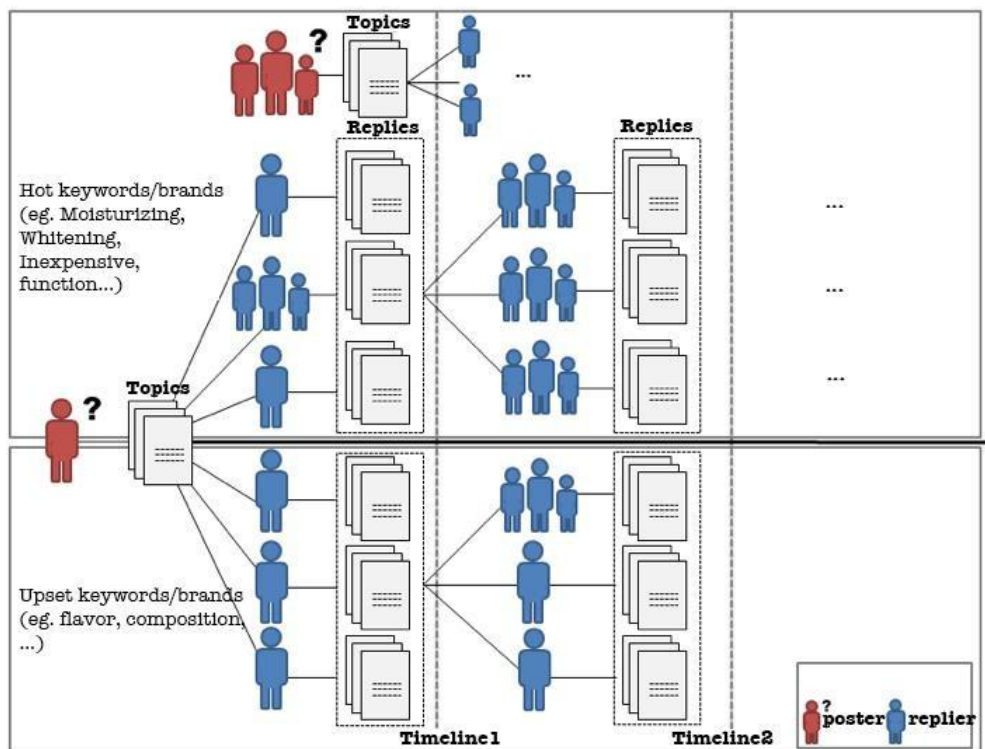 Topics
?
...
Replies
Replies
Hot keywords/brands
(eg. Moisturizing,
Whitening,
Inexpensive,
function...)
...
...
...
Topics
?
Upset keywords/brands
(eg. flavor, composition,
...)
?
poster
replier
Timeline1
Timeline2